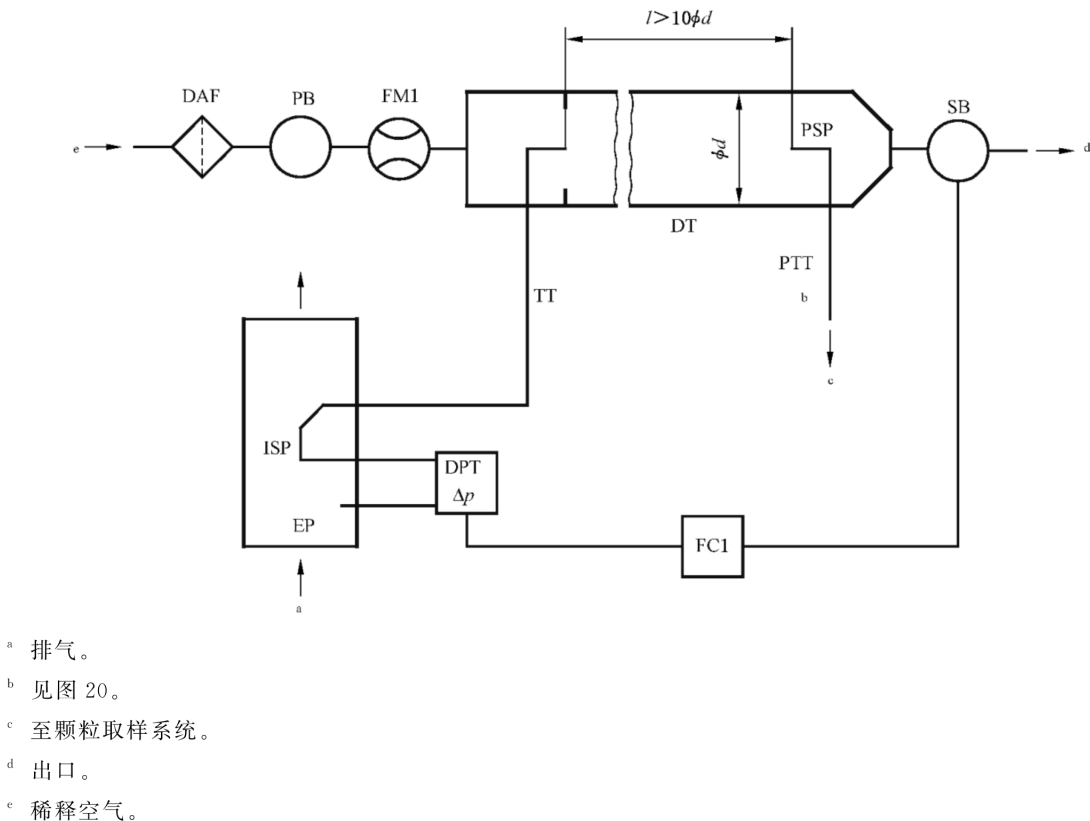 l>10ϕd
DAF
PB
FM1
PSP
SB
e
d
ϕd
DT
PTT
TT
b
c
ISP
DPT
Δp
EP
FC1
a
a 排气。
b 见图 20。
c 至颗粒取样系统。
d 出口。
e 稀释空气。